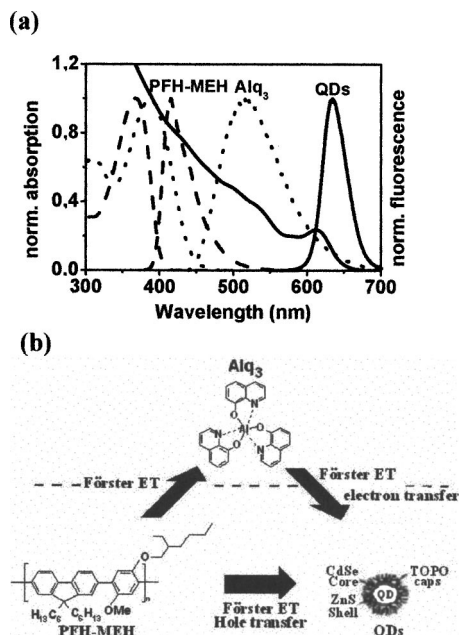 (a)
1,2
0.8
0.4
0.0
norm. absorption
PFH-MEH Alq3
QDs
norm. fluorescence
300 400 500 600 700
Wavelength (nm)
(b)
Alq3
N
O
N
Al
O
O
N
Förster ET
Förster ET
electron transfer
O
OMe
n
H13C6 C6H13
PFH-MEH
Förster ET
Hole transfer
CdSe
Core
TOPO
caps
QD
ZnS
Shell
QDs